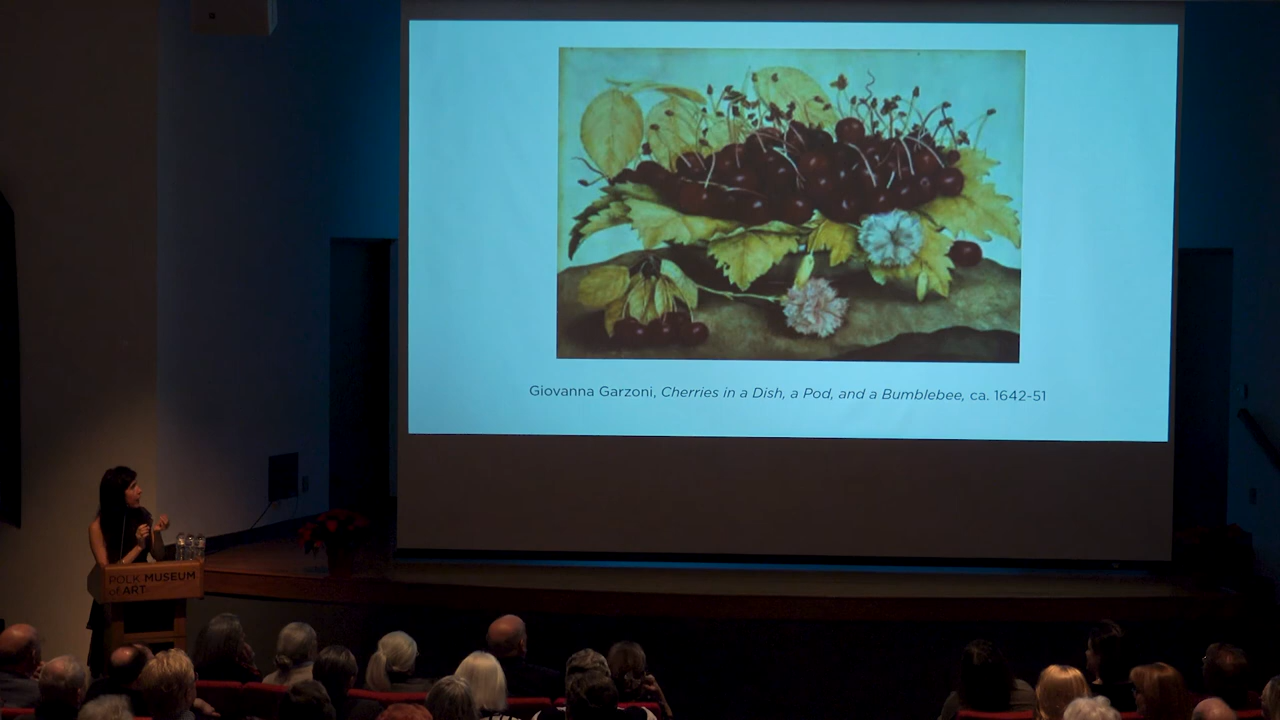 Giovanna Garzoni, Cherries in a Dish, a Pod, and a Bumblebee, ca. 1642-51
POLK MUSEUM
of ART